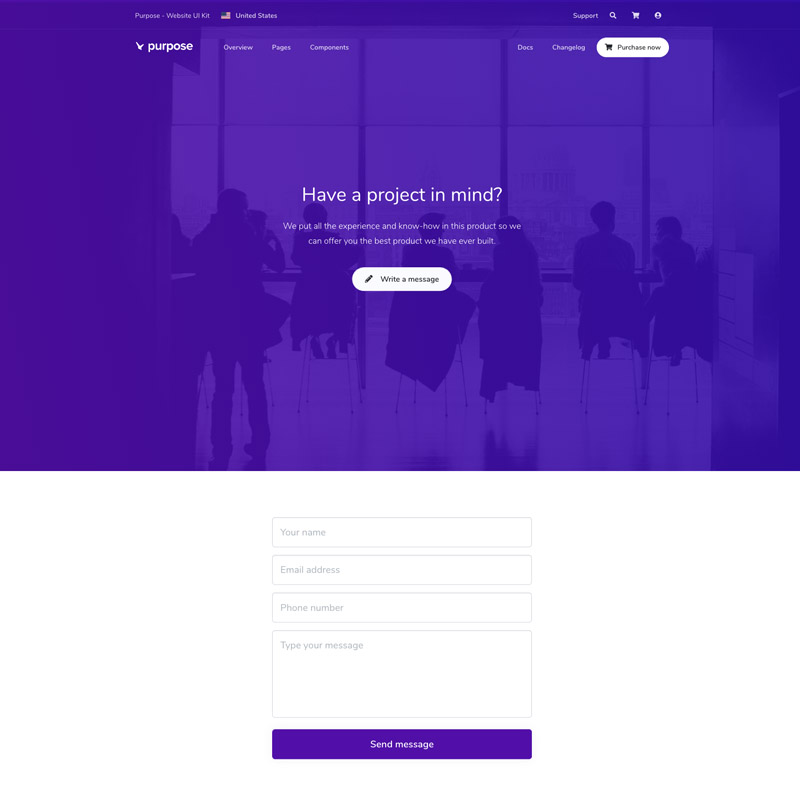 Purpose - Website UI Kit United States Support
purpose Overview Pages Components Docs Changelog Purchase now
Have a project in mind?
We put all the experience and know-how in this product so we
can offer you the best product we have ever built.
Write a message
Your name
Email address
Phone number
Type your message
Send message